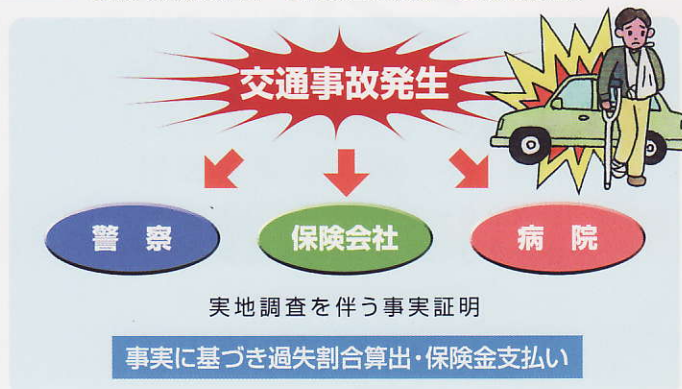 交通事故発生
警察
保険会社
病院
実地調査を伴う事実証明
事実に基づき過失割合算出・保険金支払い